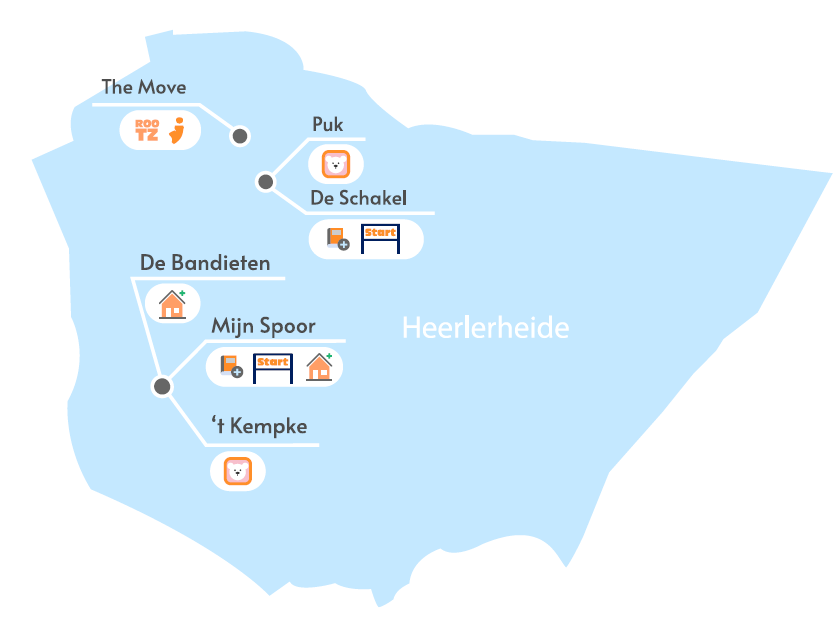 The Move
ROO
TZ
Puk
De Schakel
Start
De Bandieten
Heerlerheide
Mijn Spoor
Start
‘t Kempke